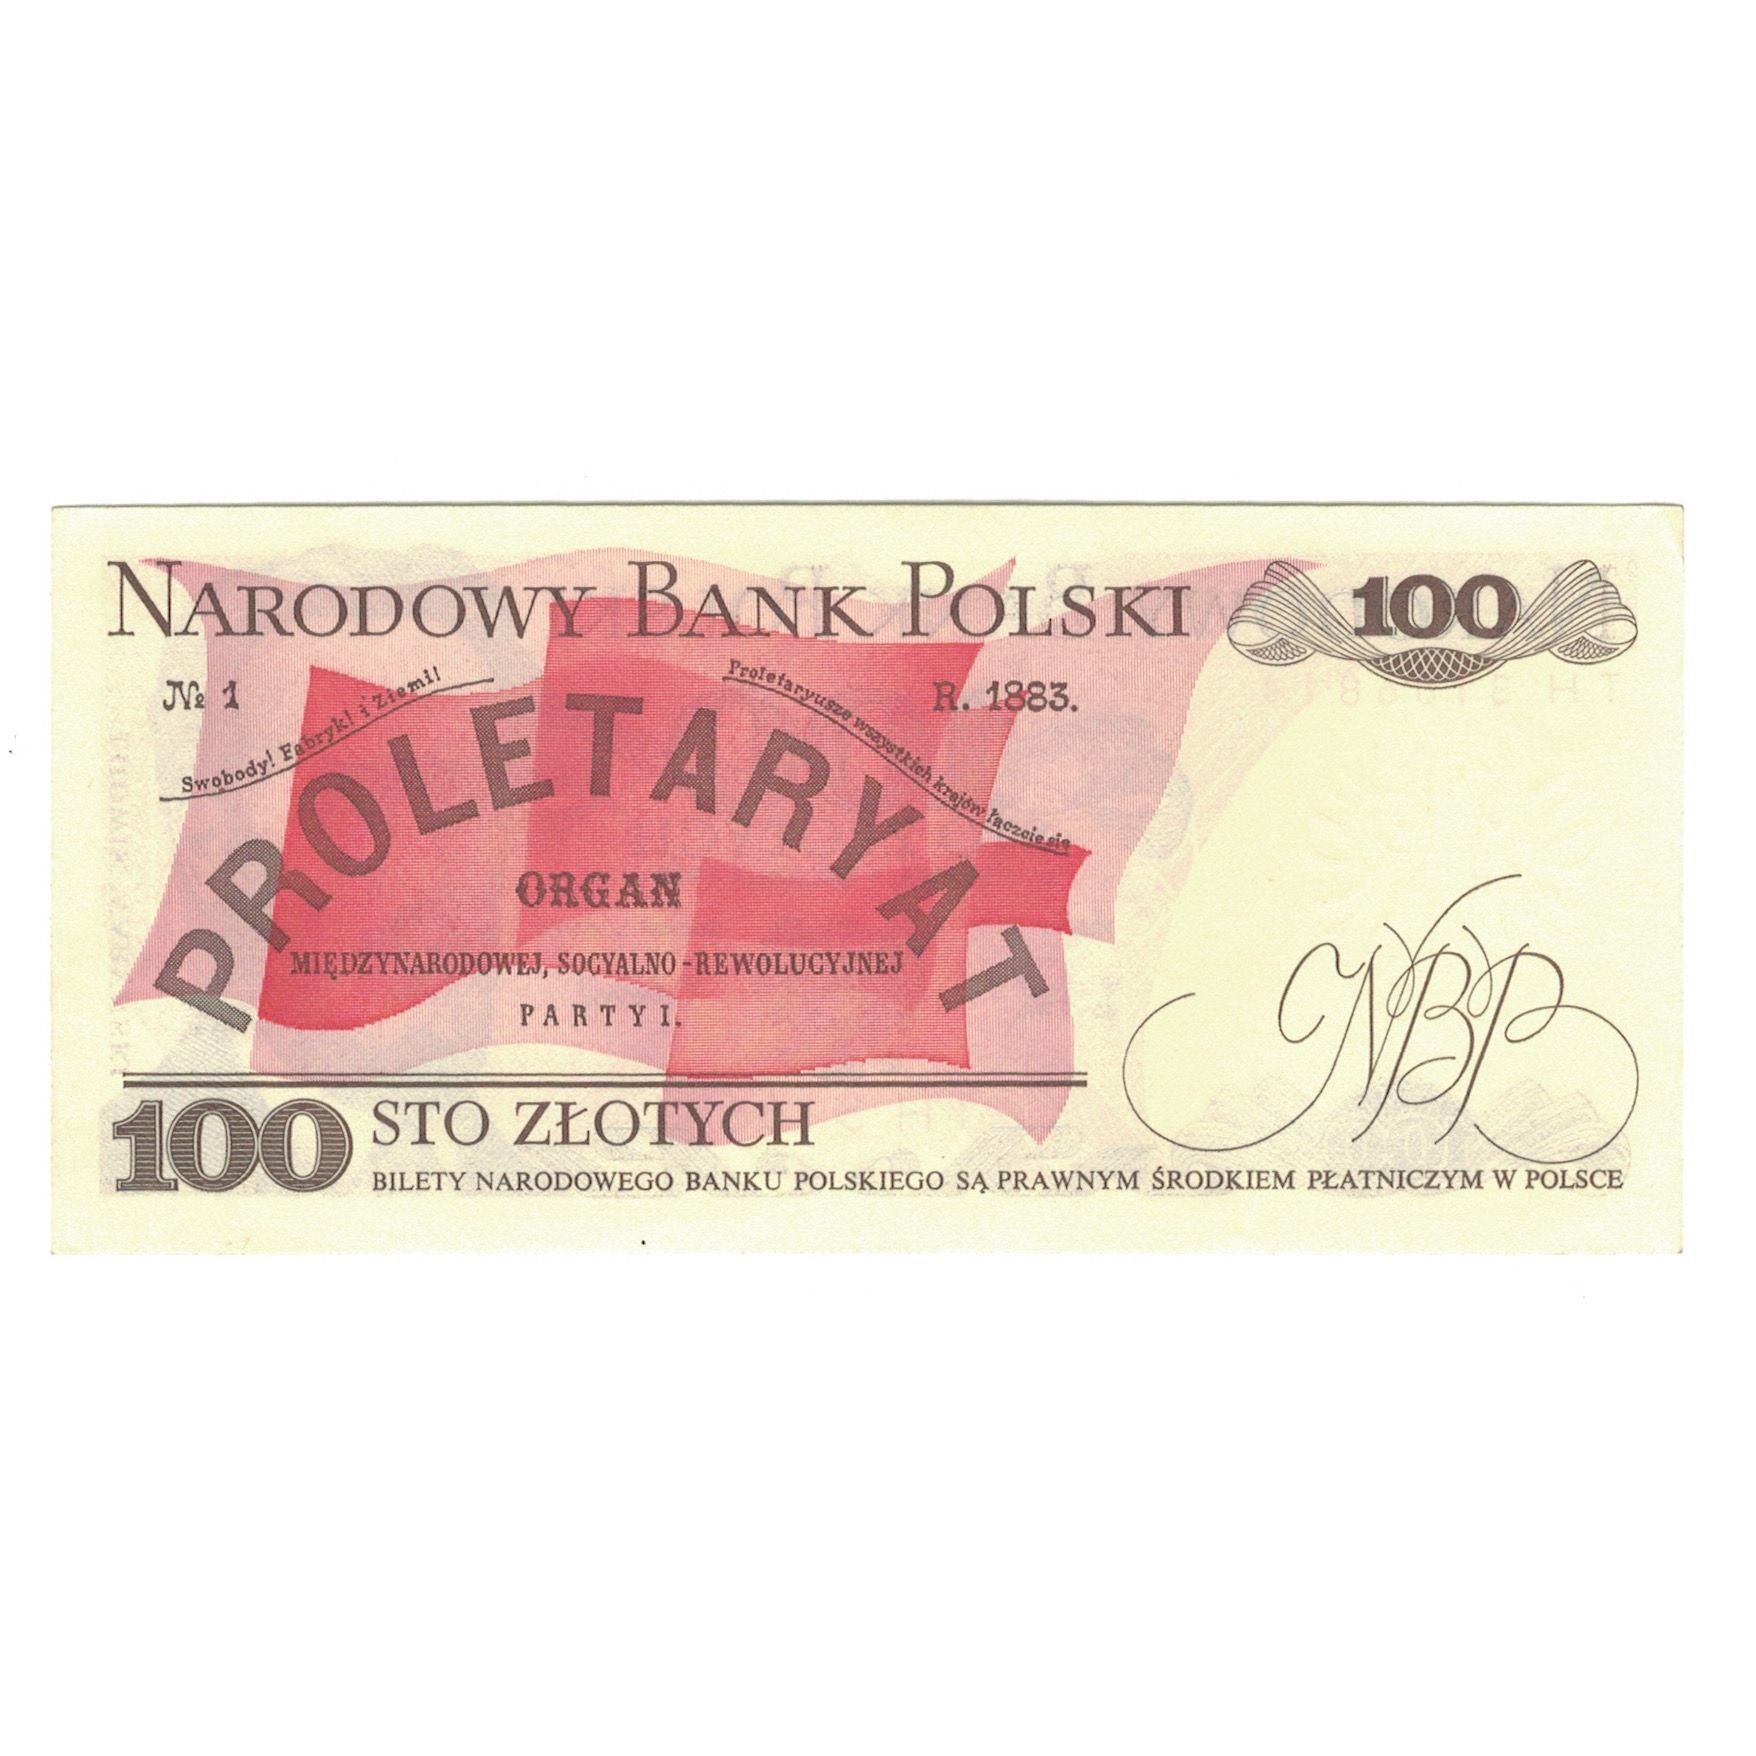 NARODOWY BANK POLSKI
100
№ 1
R. 1883.
Swobody! Fabryk! i Ziemi!
Proletaryusze wszystkich krajów łączcie się
PROLETARYAT
ORGAN
MIĘDZYNARODOWEJ, SOCYALNO-REWOLUCYJNEJ
PARTYI.
NBP
100 STO ZŁOTYCH
BILETY NARODOWEGO BANKU POLSKIEGO SĄ PRAWNYM ŚRODKIEM PŁATNICZYM W POLSCE